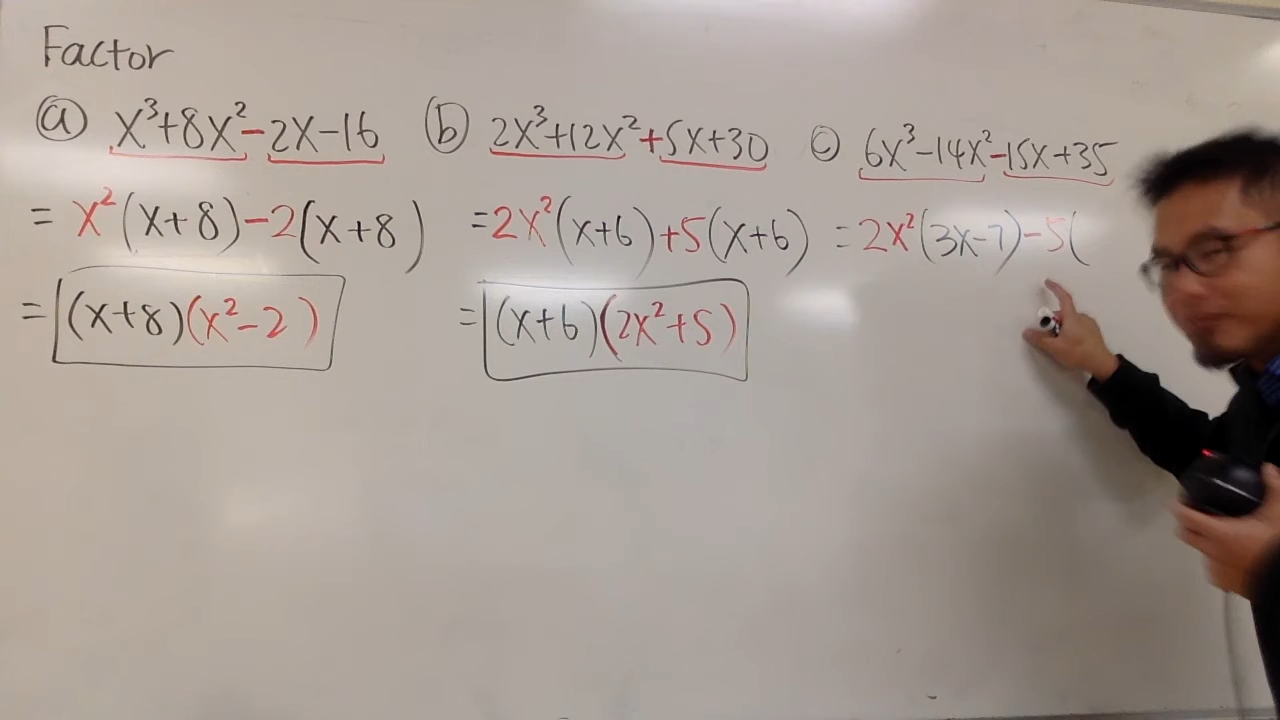 Factor
ⓐ x³+8x²-2x-16
= x²(x+8)-2(x+8)
= (x+8)(x²-2)
ⓑ 2x³+12x²+5x+30
=2x²(x+6)+5(x+6)
= (x+6)(2x²+5)
ⓒ 6x³-14x²-15x+35
= 2x²(3x-7)-5(